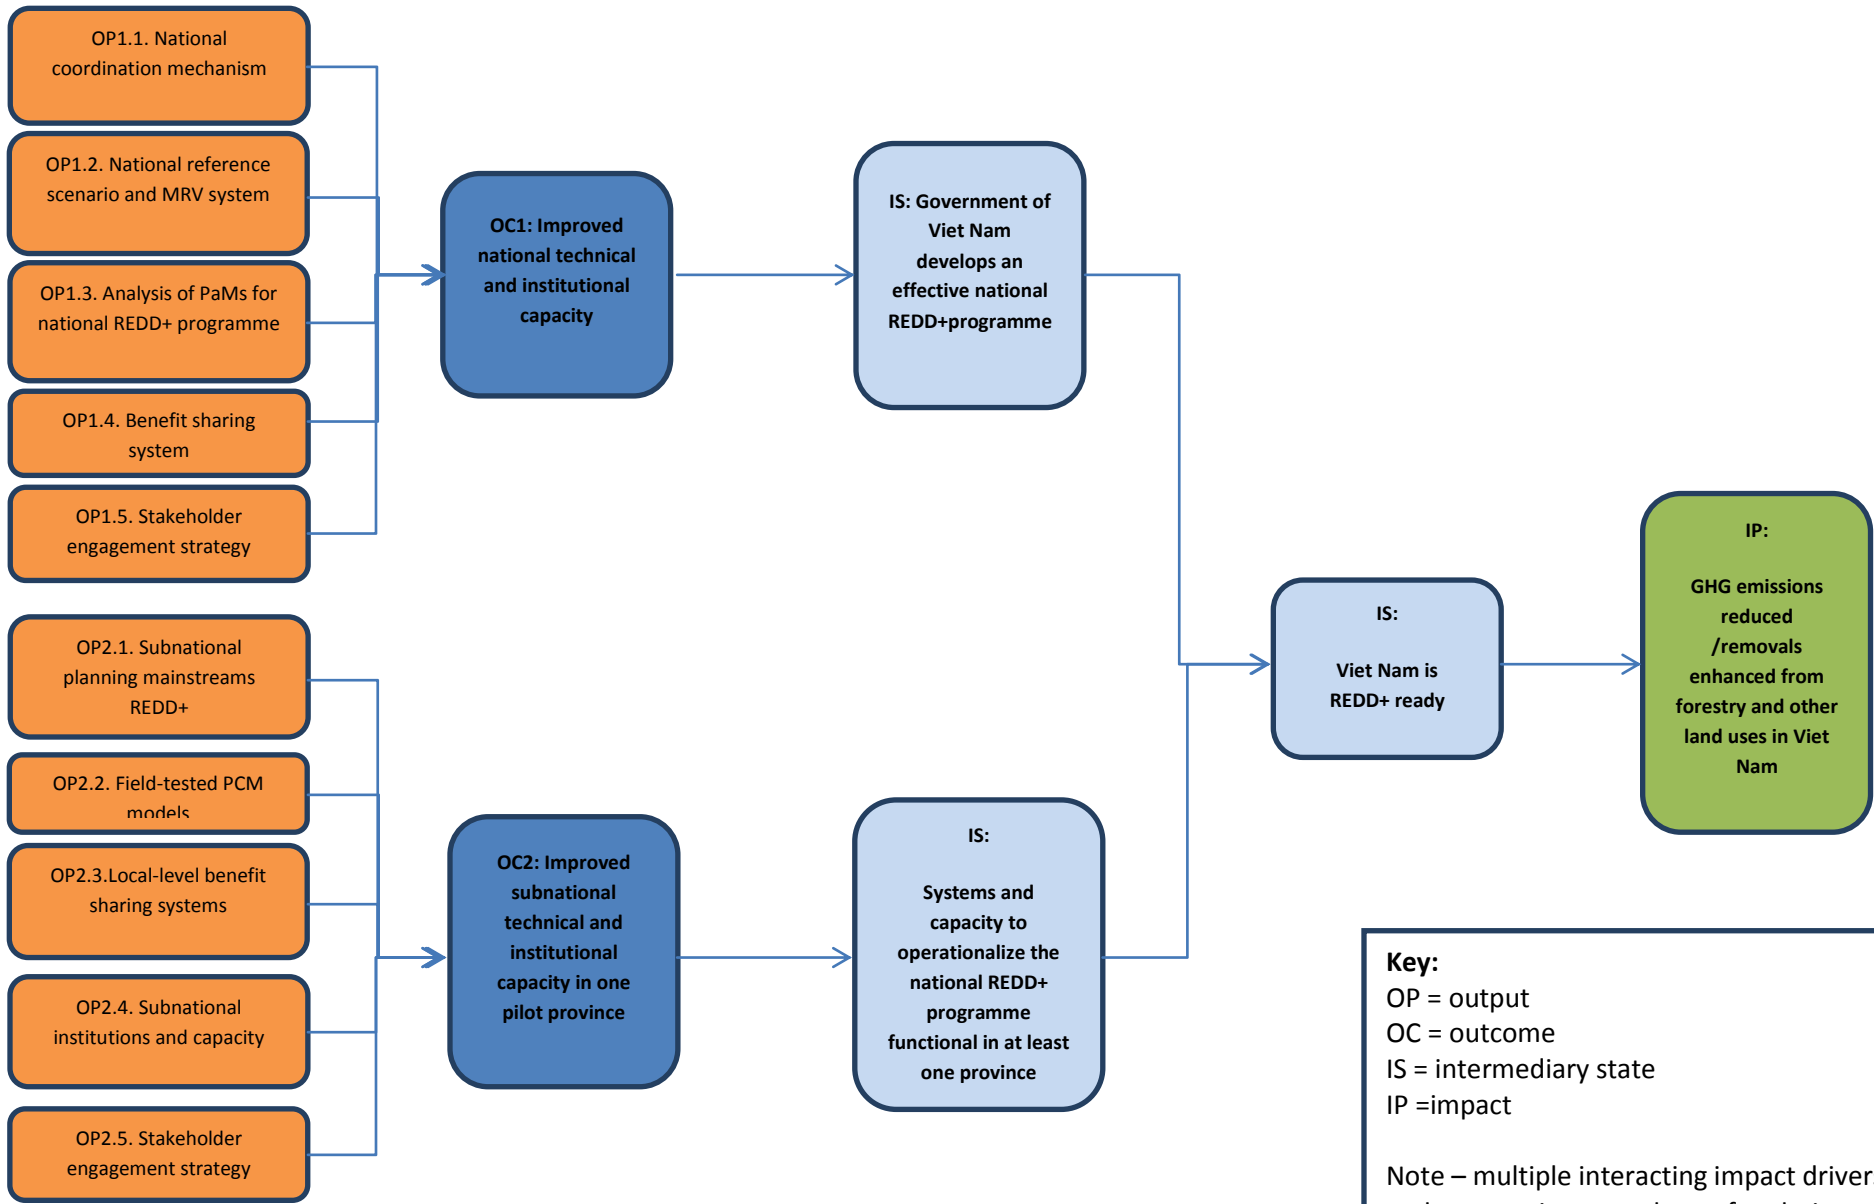 OP1.1. National
coordination mechanism
OP1.2. National reference
scenario and MRV system
OP1.3. Analysis of PaMs for
national REDD+ programme
OP1.4. Benefit sharing
system
OP1.5. Stakeholder
engagement strategy
OC1: Improved
national technical
and institutional
capacity
IS: Government of
Viet Nam
develops an
effective national
REDD+programme
OP2.1. Subnational
planning mainstreams
REDD+
OP2.2. Field-tested PCM
models
OP2.3.Local-level benefit
sharing systems
OP2.4. Subnational
institutions and capacity
OP2.5. Stakeholder
engagement strategy
OC2: Improved
subnational
technical and
institutional
capacity in one
pilot province
IS:
Systems and
capacity to
operationalize the
national REDD+
programme
functional in at least
one province
IS:
Viet Nam is
REDD+ ready
IP:
GHG emissions
reduced
/removals
enhanced from
forestry and other
land uses in Viet
Nam
Key:
OP = output
OC = outcome
IS = intermediary state
IP =impact
Note – multiple interacting impact driver